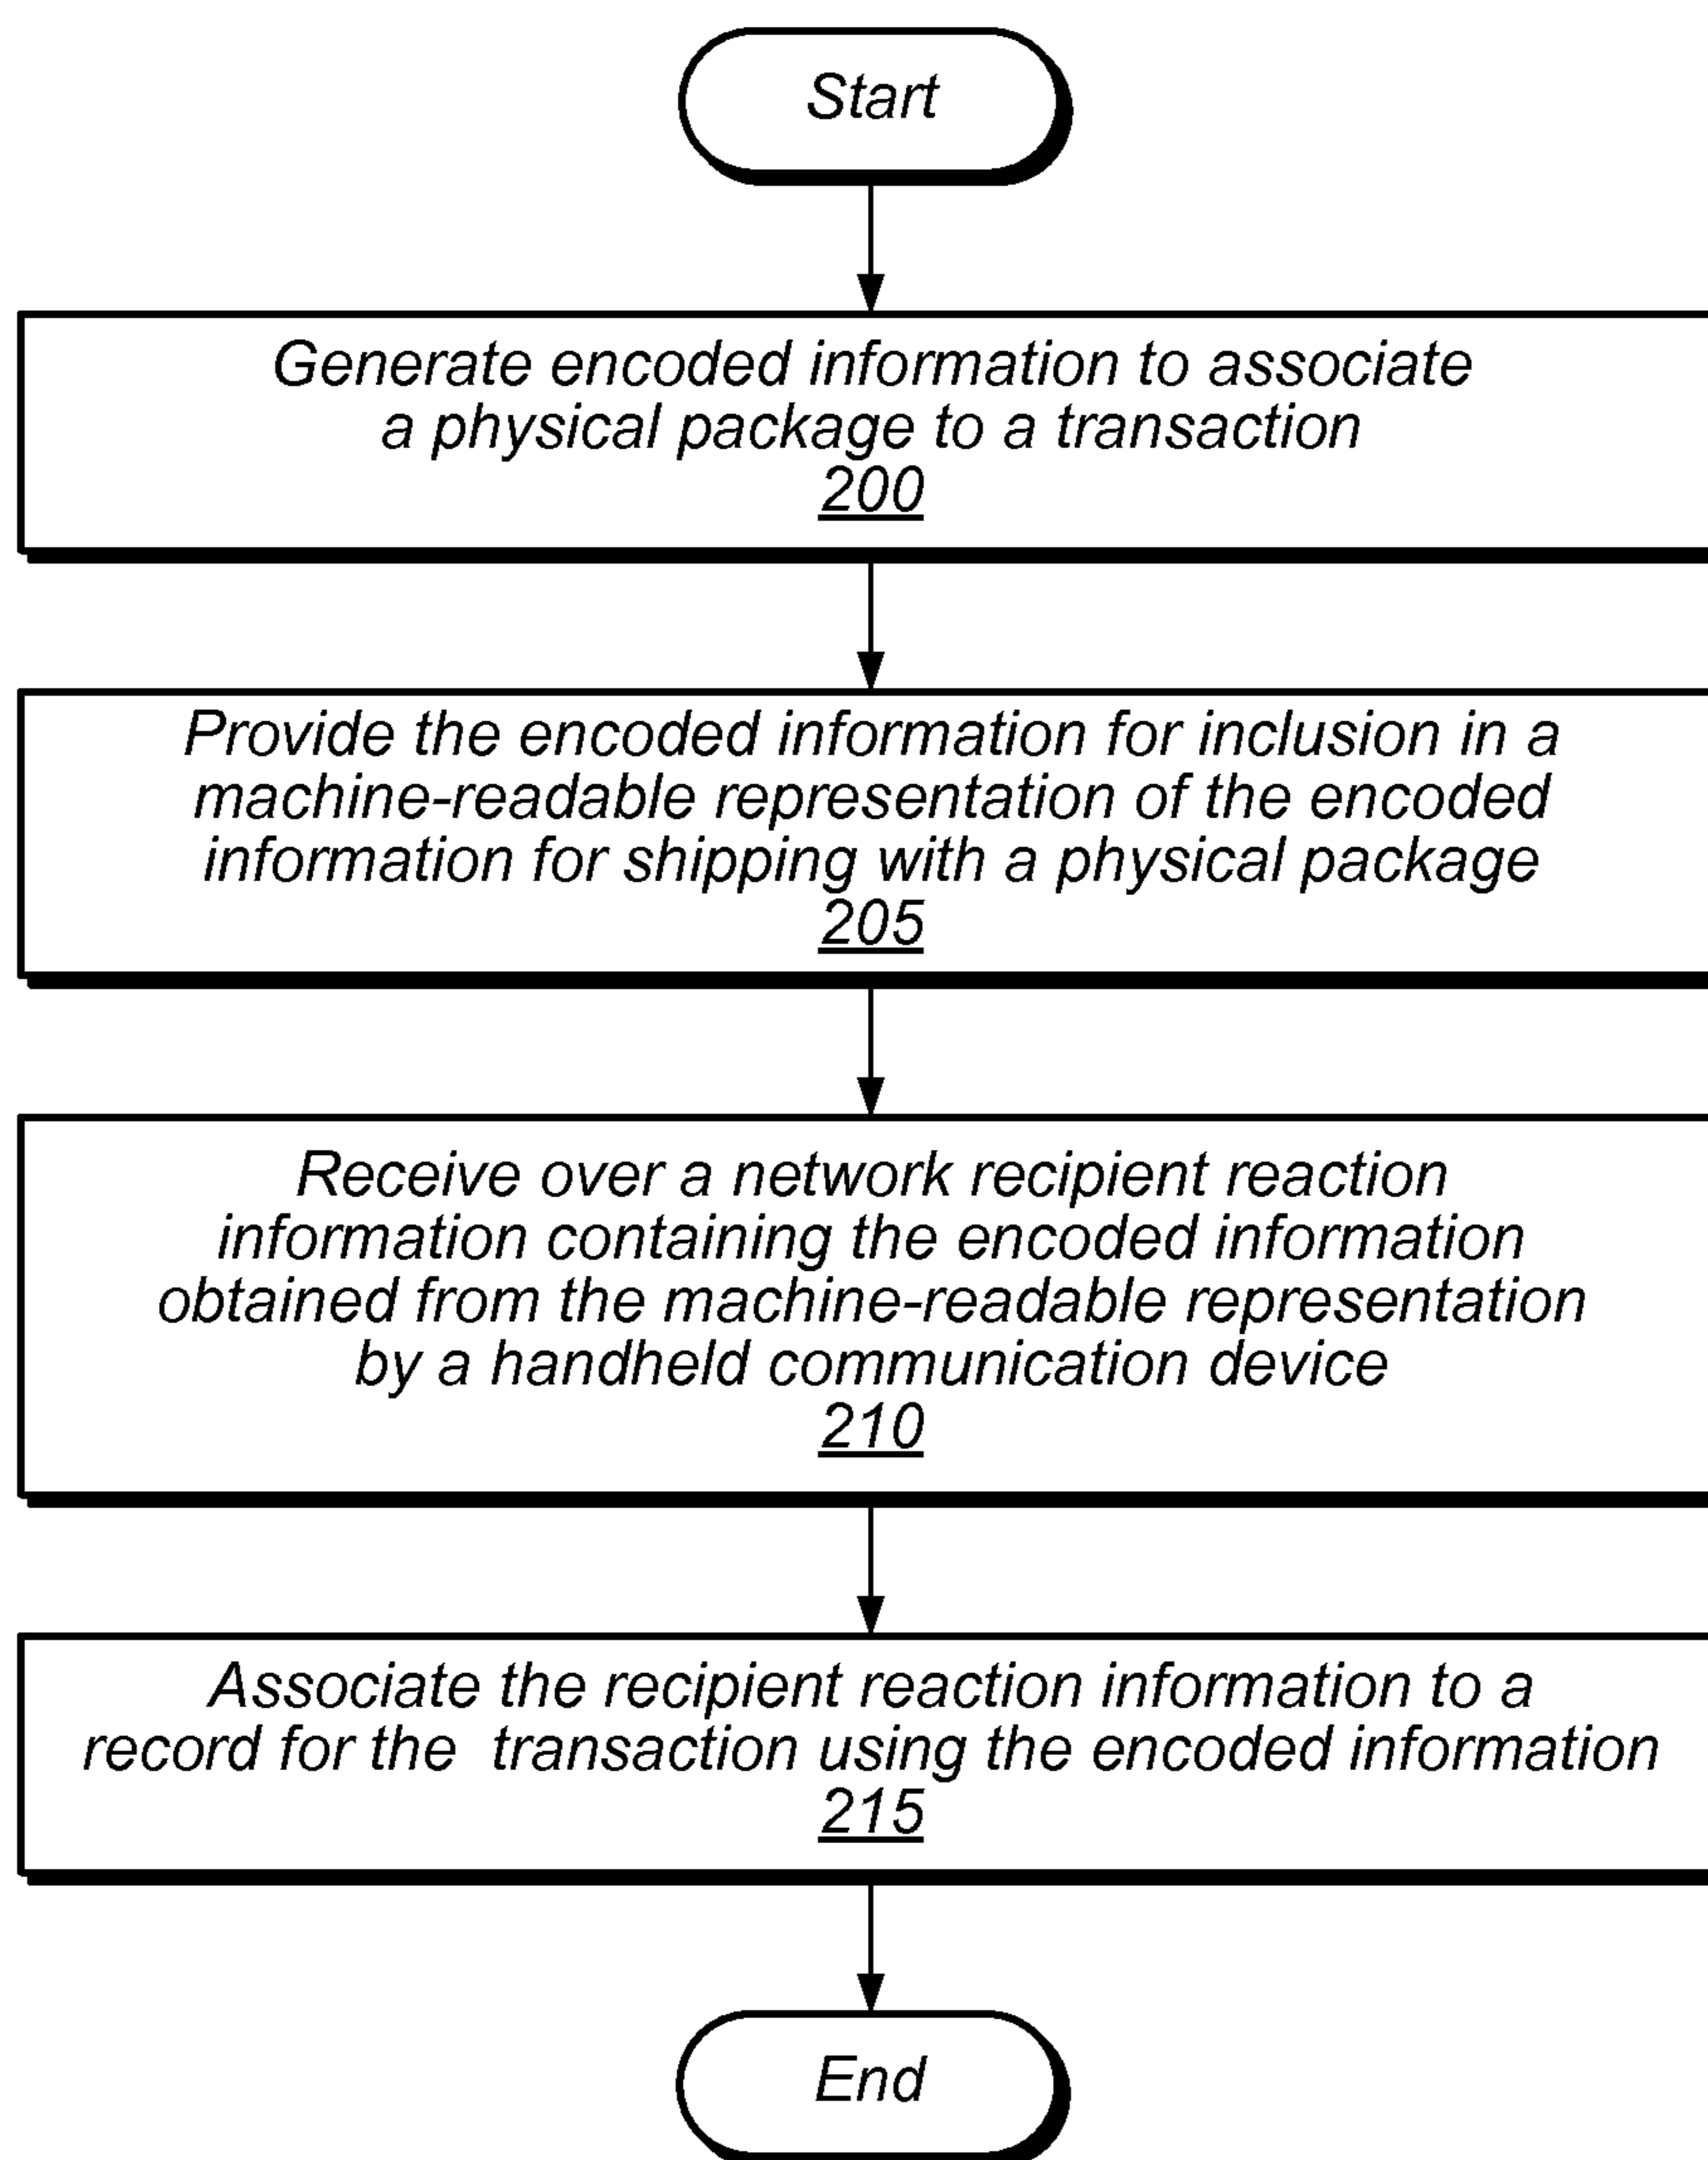 Start
Generate encoded information to associate
a physical package to a transaction
200
Provide the encoded information for inclusion in a
machine-readable representation of the encoded
information for shipping with a physical package
205
Receive over a network recipient reaction
information containing the encoded information
obtained from the machine-readable representation
by a handheld communication device
210
Associate the recipient reaction information to a
record for the  transaction using the encoded information
215
End